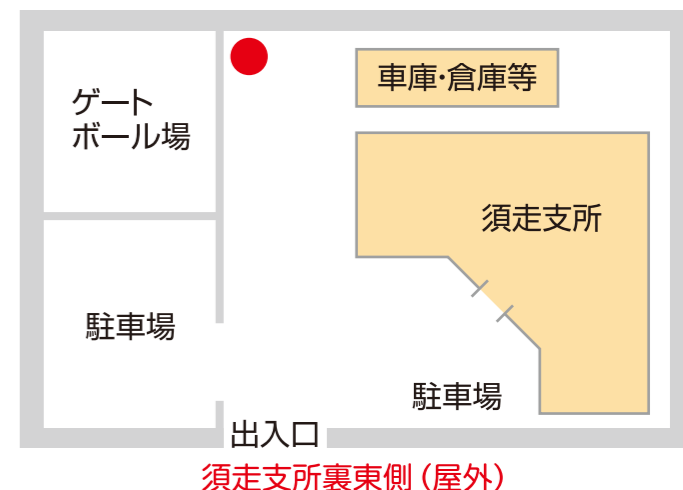 車庫・倉庫等
ゲート
ボール場
須走支所
駐車場
駐車場
出入口
須走支所裏東側（屋外）